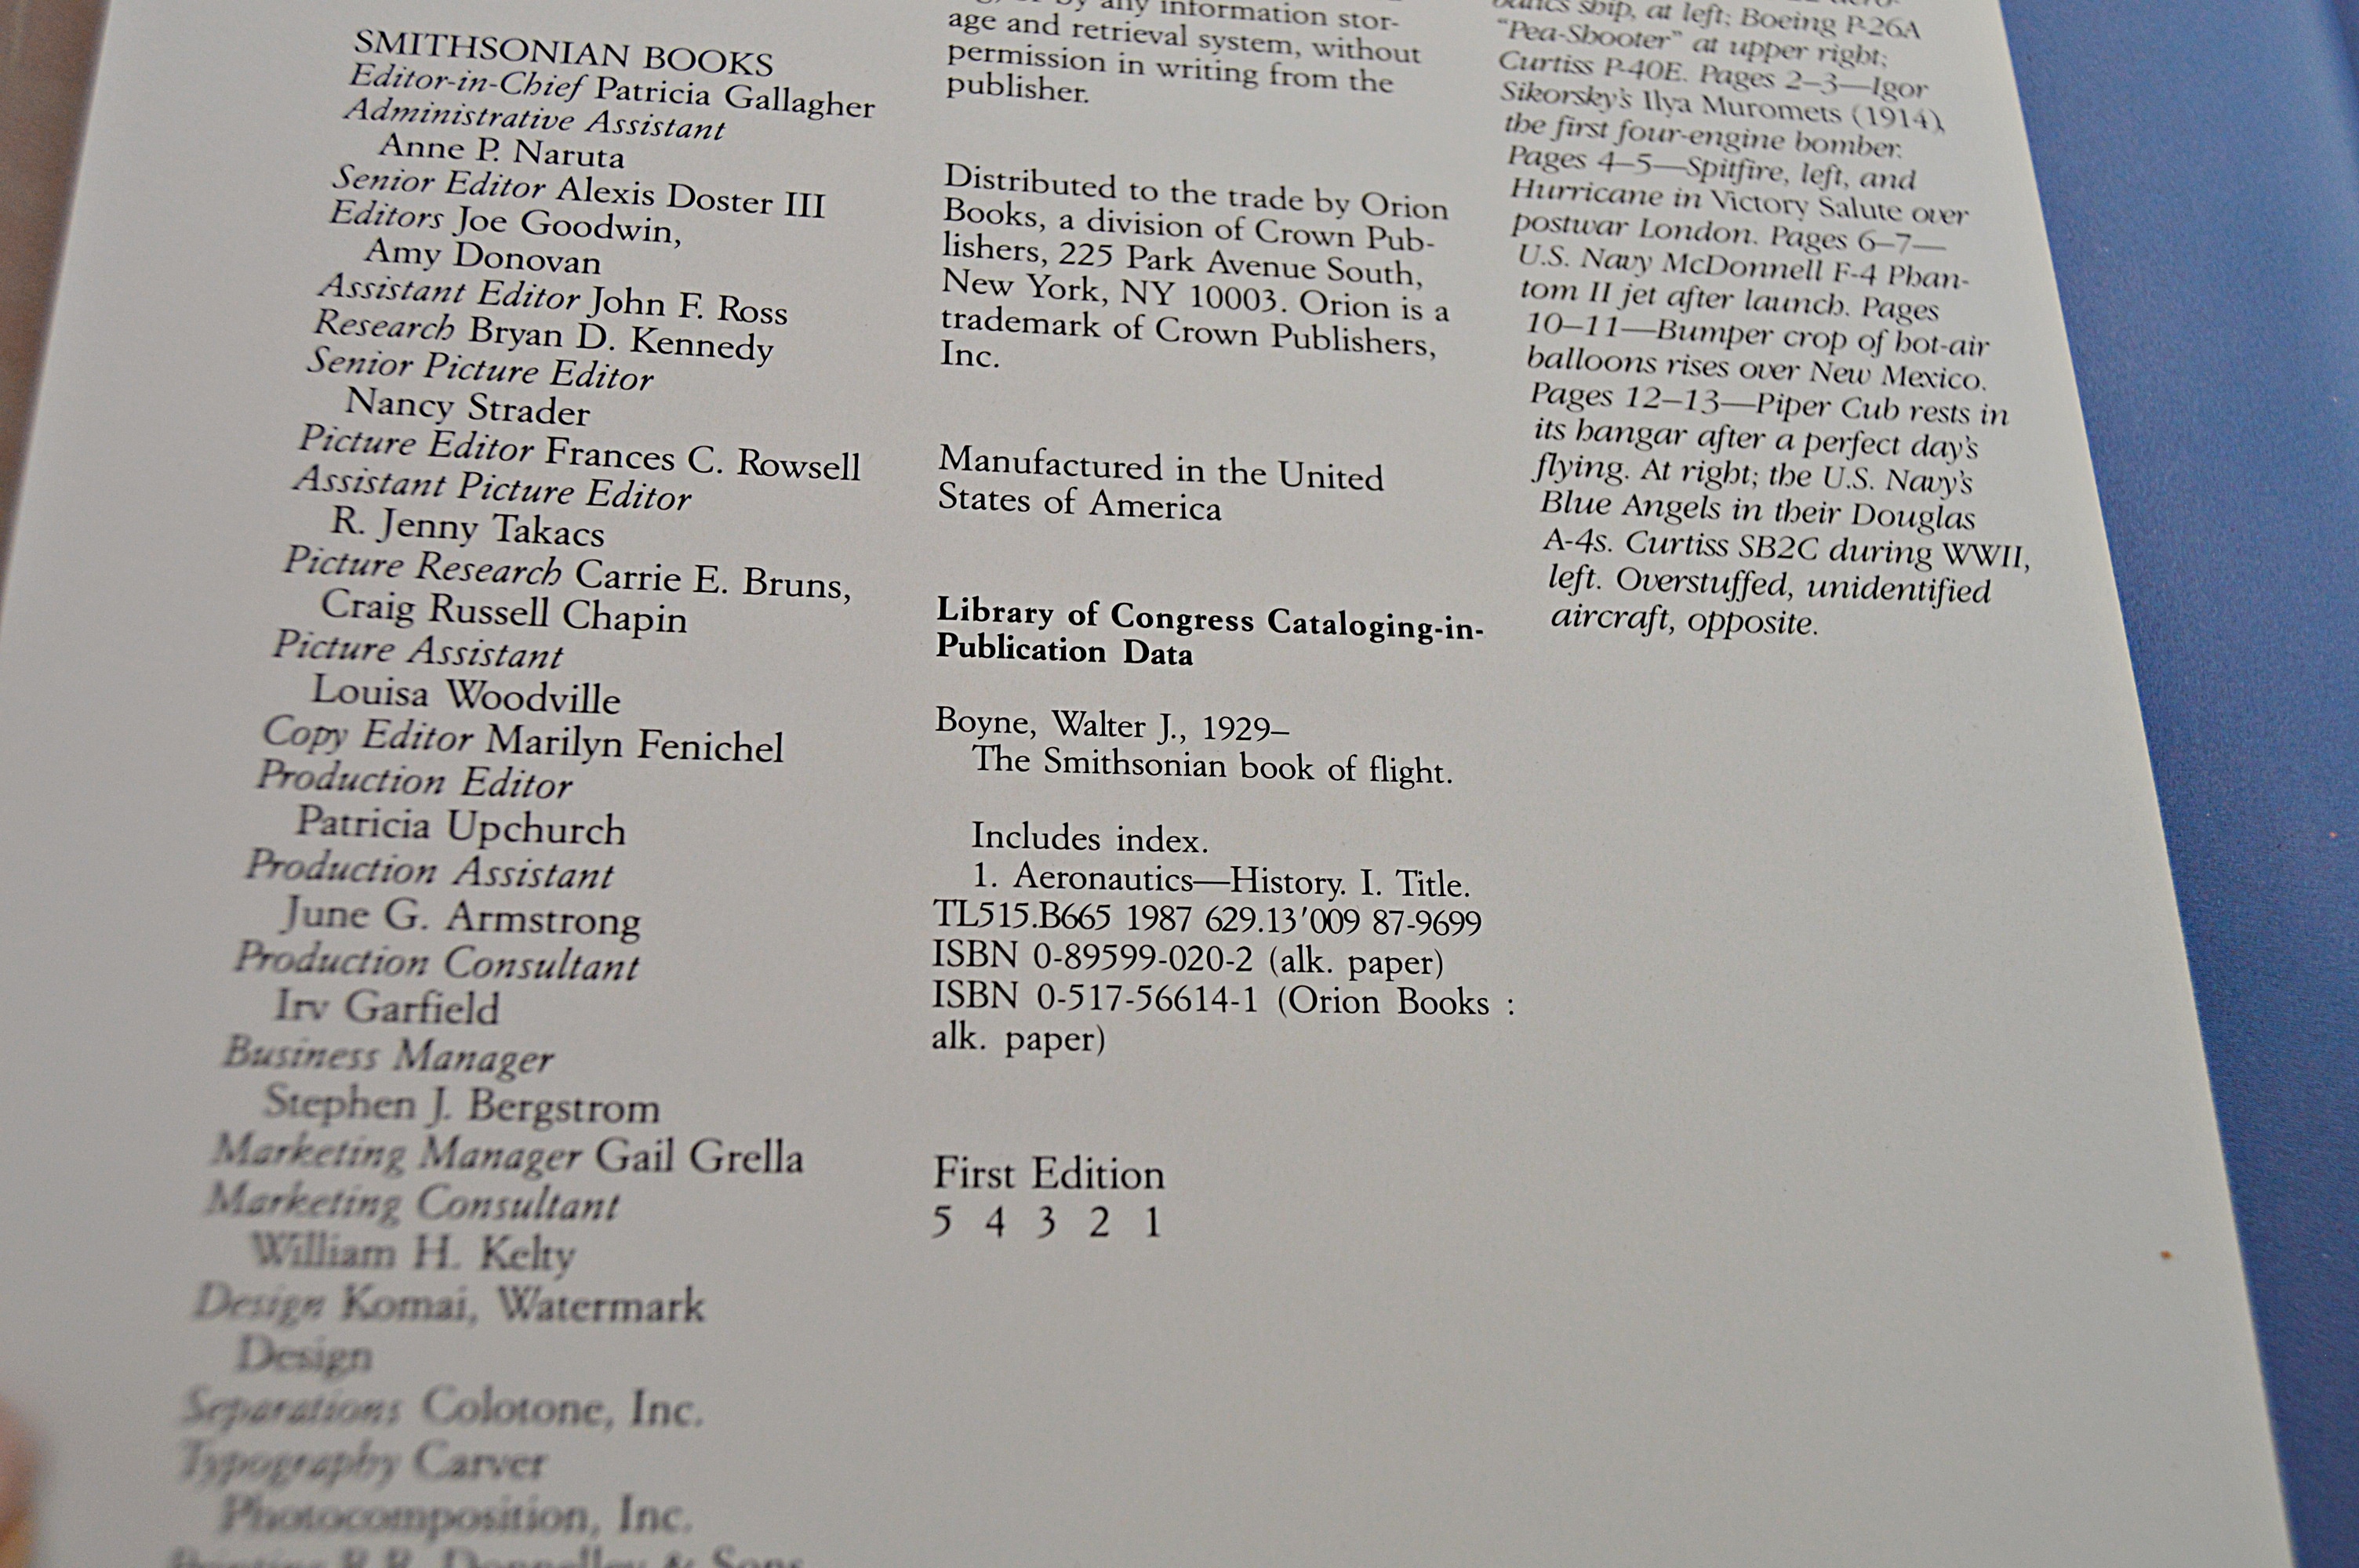 SMITHSONIAN BOOKS
Editor-in-Chief Patricia Gallagher
Administrative Assistant
Anne P. Naruta
Senior Editor Alexis Doster III
Editors Joe Goodwin,
Amy Donovan
Assistant Editor John F. Ross
Research Bryan D. Kennedy
Senior Picture Editor
Nancy Strader
Picture Editor Frances C. Rowsell
Assistant Picture Editor
R. Jenny Takacs
Picture Research Carrie E. Bruns,
Craig Russell Chapin
Picture Assistant
Louisa Woodville
Copy Editor Marilyn Fenichel
Production Editor
Patricia Upchurch
Production Assistant
June G. Armstrong
Production Consultant
Irv Garfield
Business Manager
Stephen J. Bergstrom
Marketing Manager Gail Grella
Marketing Consultant
William H. Kelty
Design Komai, Watermark
Design
Separations Colotone, Inc.
Typography Carver
Photocomposition, Inc.
Printing R.R. Donnelley & Sons
by any information stor-
age and retrieval system, without
permission in writing from the
publisher.
Distributed to the trade by Orion
Books, a division of Crown Pub-
lishers, 225 Park Avenue South,
New York, NY 10003. Orion is a
trademark of Crown Publishers,
Inc.
Manufactured in the United
States of America
Library of Congress Cataloging-in-
Publication Data
Boyne, Walter J., 1929–
The Smithsonian book of flight.
Includes index.
1. Aeronautics—History. I. Title.
TL515.B665 1987 629.13'009 87-9699
ISBN 0-89599-020-2 (alk. paper)
ISBN 0-517-56614-1 (Orion Books :
alk. paper)
First Edition
5 4 3 2 1
ship, at left; Boeing P-26A
"Pea-Shooter" at upper right;
Curtiss P-40E. Pages 2–3—Igor
Sikorsky's Ilya Muromets (1914),
the first four-engine bomber.
Pages 4–5—Spitfire, left, and
Hurricane in Victory Salute over
postwar London. Pages 6–7—
U.S. Navy McDonnell F-4 Phan-
tom II jet after launch. Pages
10–11—Bumper crop of hot-air
balloons rises over New Mexico.
Pages 12–13—Piper Cub rests in
its hangar after a perfect day's
flying. At right; the U.S. Navy's
Blue Angels in their Douglas
A-4s. Curtiss SB2C during WWII,
left. Overstuffed, unidentified
aircraft, opposite.